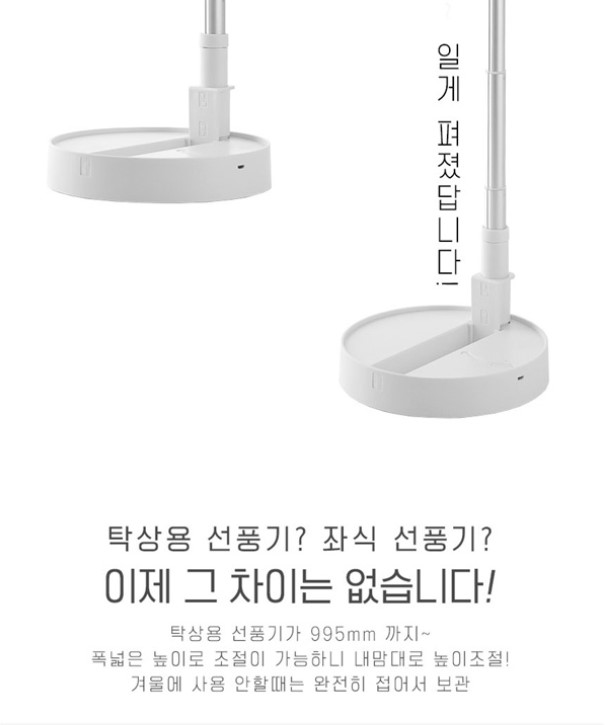 일게 펴졌답니다!
탁상용 선풍기? 좌식 선풍기?
이제 그 차이는 없습니다!
탁상용 선풍기가 995mm 까지~
폭넓은 높이로 조절이 가능하니 내맘대로 높이조절!
겨울에 사용 안할때는 완전히 접어서 보관